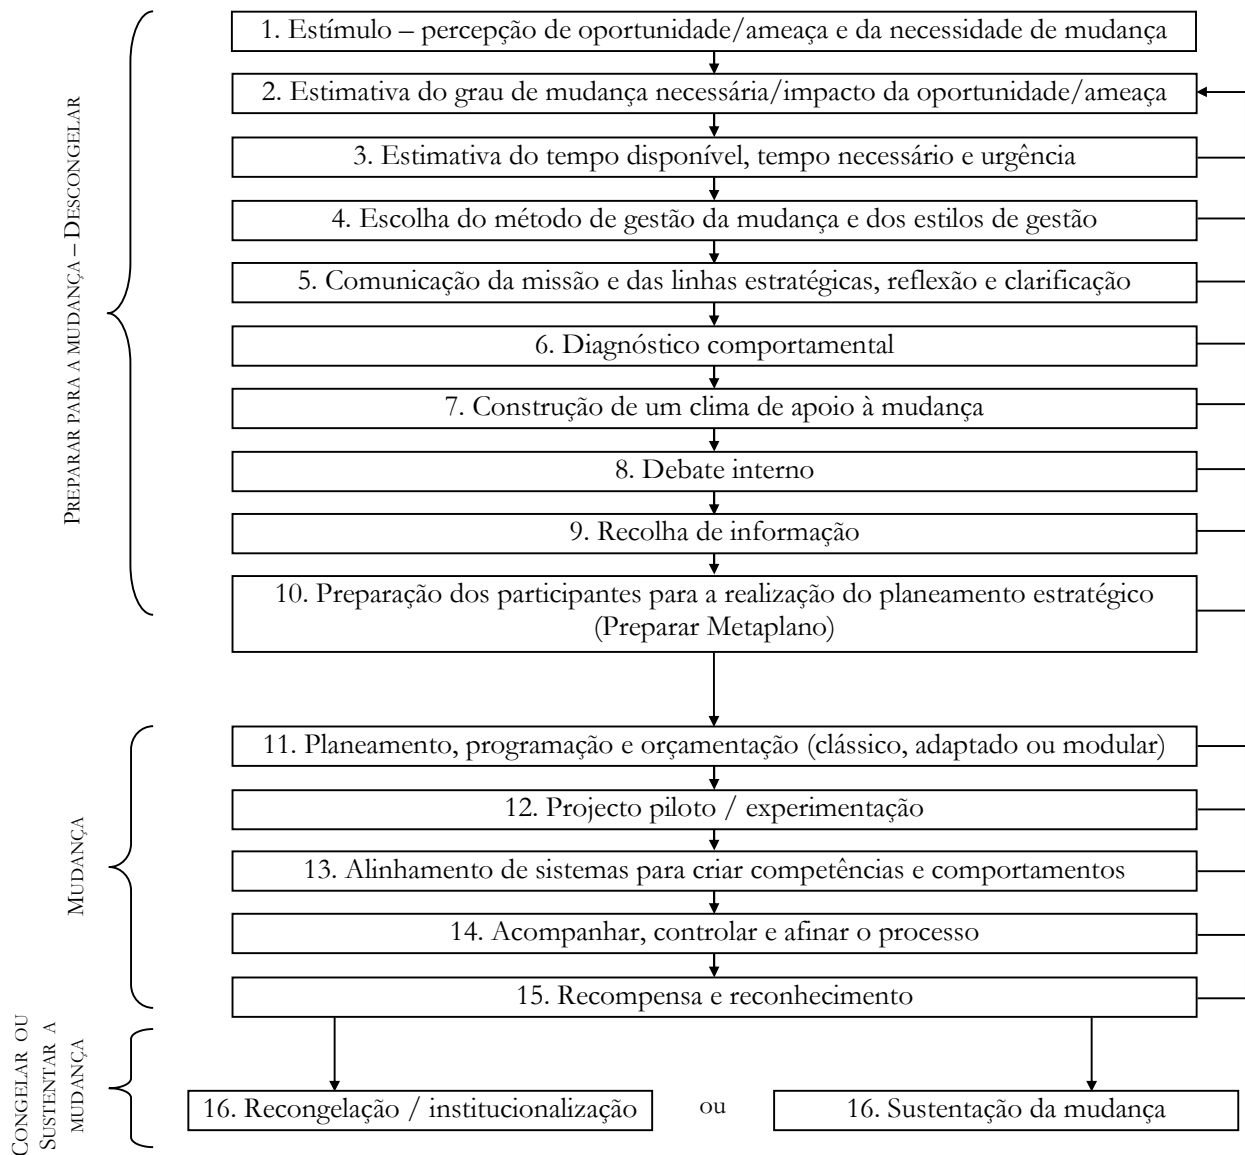 1. Estímulo – percepção de oportunidade/ameaça e da necessidade de mudança
2. Estimativa do grau de mudança necessária/impacto da oportunidade/ameaça
3. Estimativa do tempo disponível, tempo necessário e urgência
4. Escolha do método de gestão da mudança e dos estilos de gestão
5. Comunicação da missão e das linhas estratégicas, reflexão e clarificação
6. Diagnóstico comportamental
7. Construção de um clima de apoio à mudança
8. Debate interno
9. Recolha de informação
10. Preparação dos participantes para a realização do planeamento estratégico
(Preparar Metaplano)
PREPARAR PARA A MUDANÇA – DESCONGELAR
11. Planeamento, programação e orçamentação (clássico, adaptado ou modular)
12. Projecto piloto / experimentação
13. Alinhamento de sistemas para criar competências e comportamentos
14. Acompanhar, controlar e afinar o processo
15. Recompensa e reconhecimento
MUDANÇA
CONGELAR OU
SUSTENTAR A
MUDANÇA
16. Recongelação / institucionalização
ou
16. Sustentação da mudança